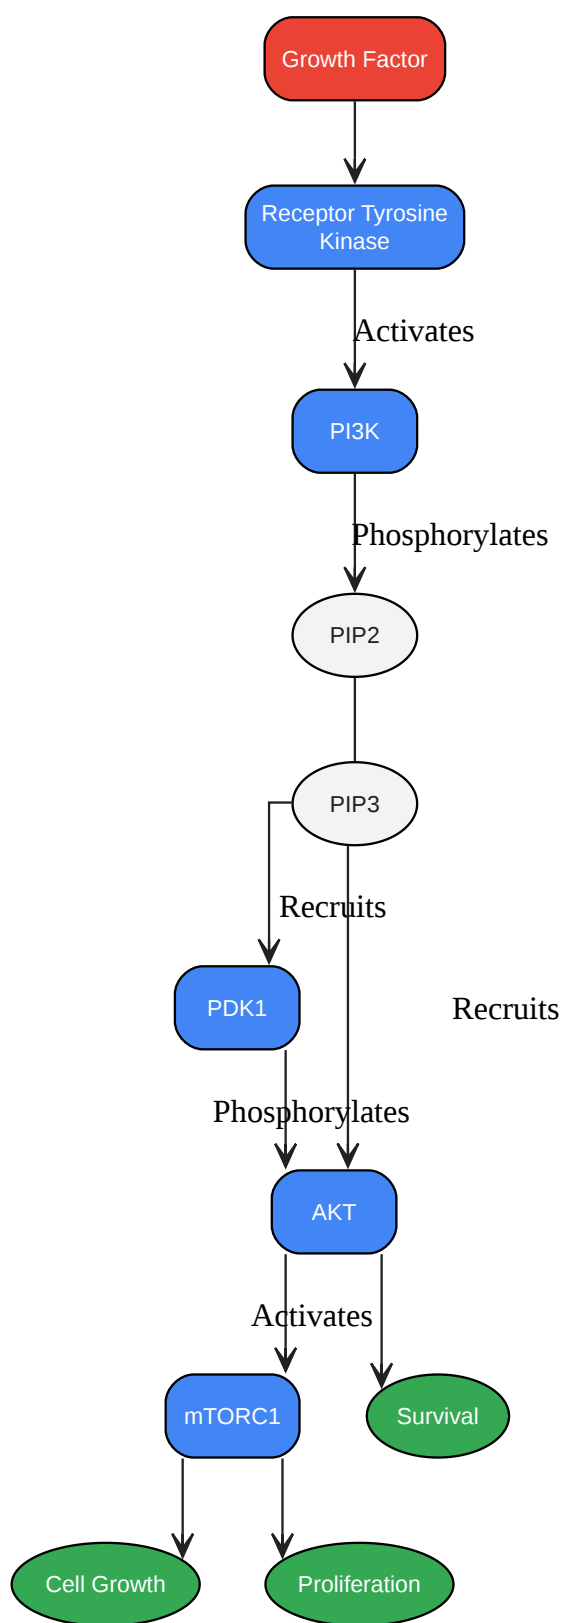 Growth Factor
Receptor Tyrosine
Kinase
Activates
PI3K
Phosphorylates
PIP2
PIP3
Recruits
PDK1
Recruits
Phosphorylates
AKT
Activates
mTORC1
Survival
Cell Growth
Proliferation